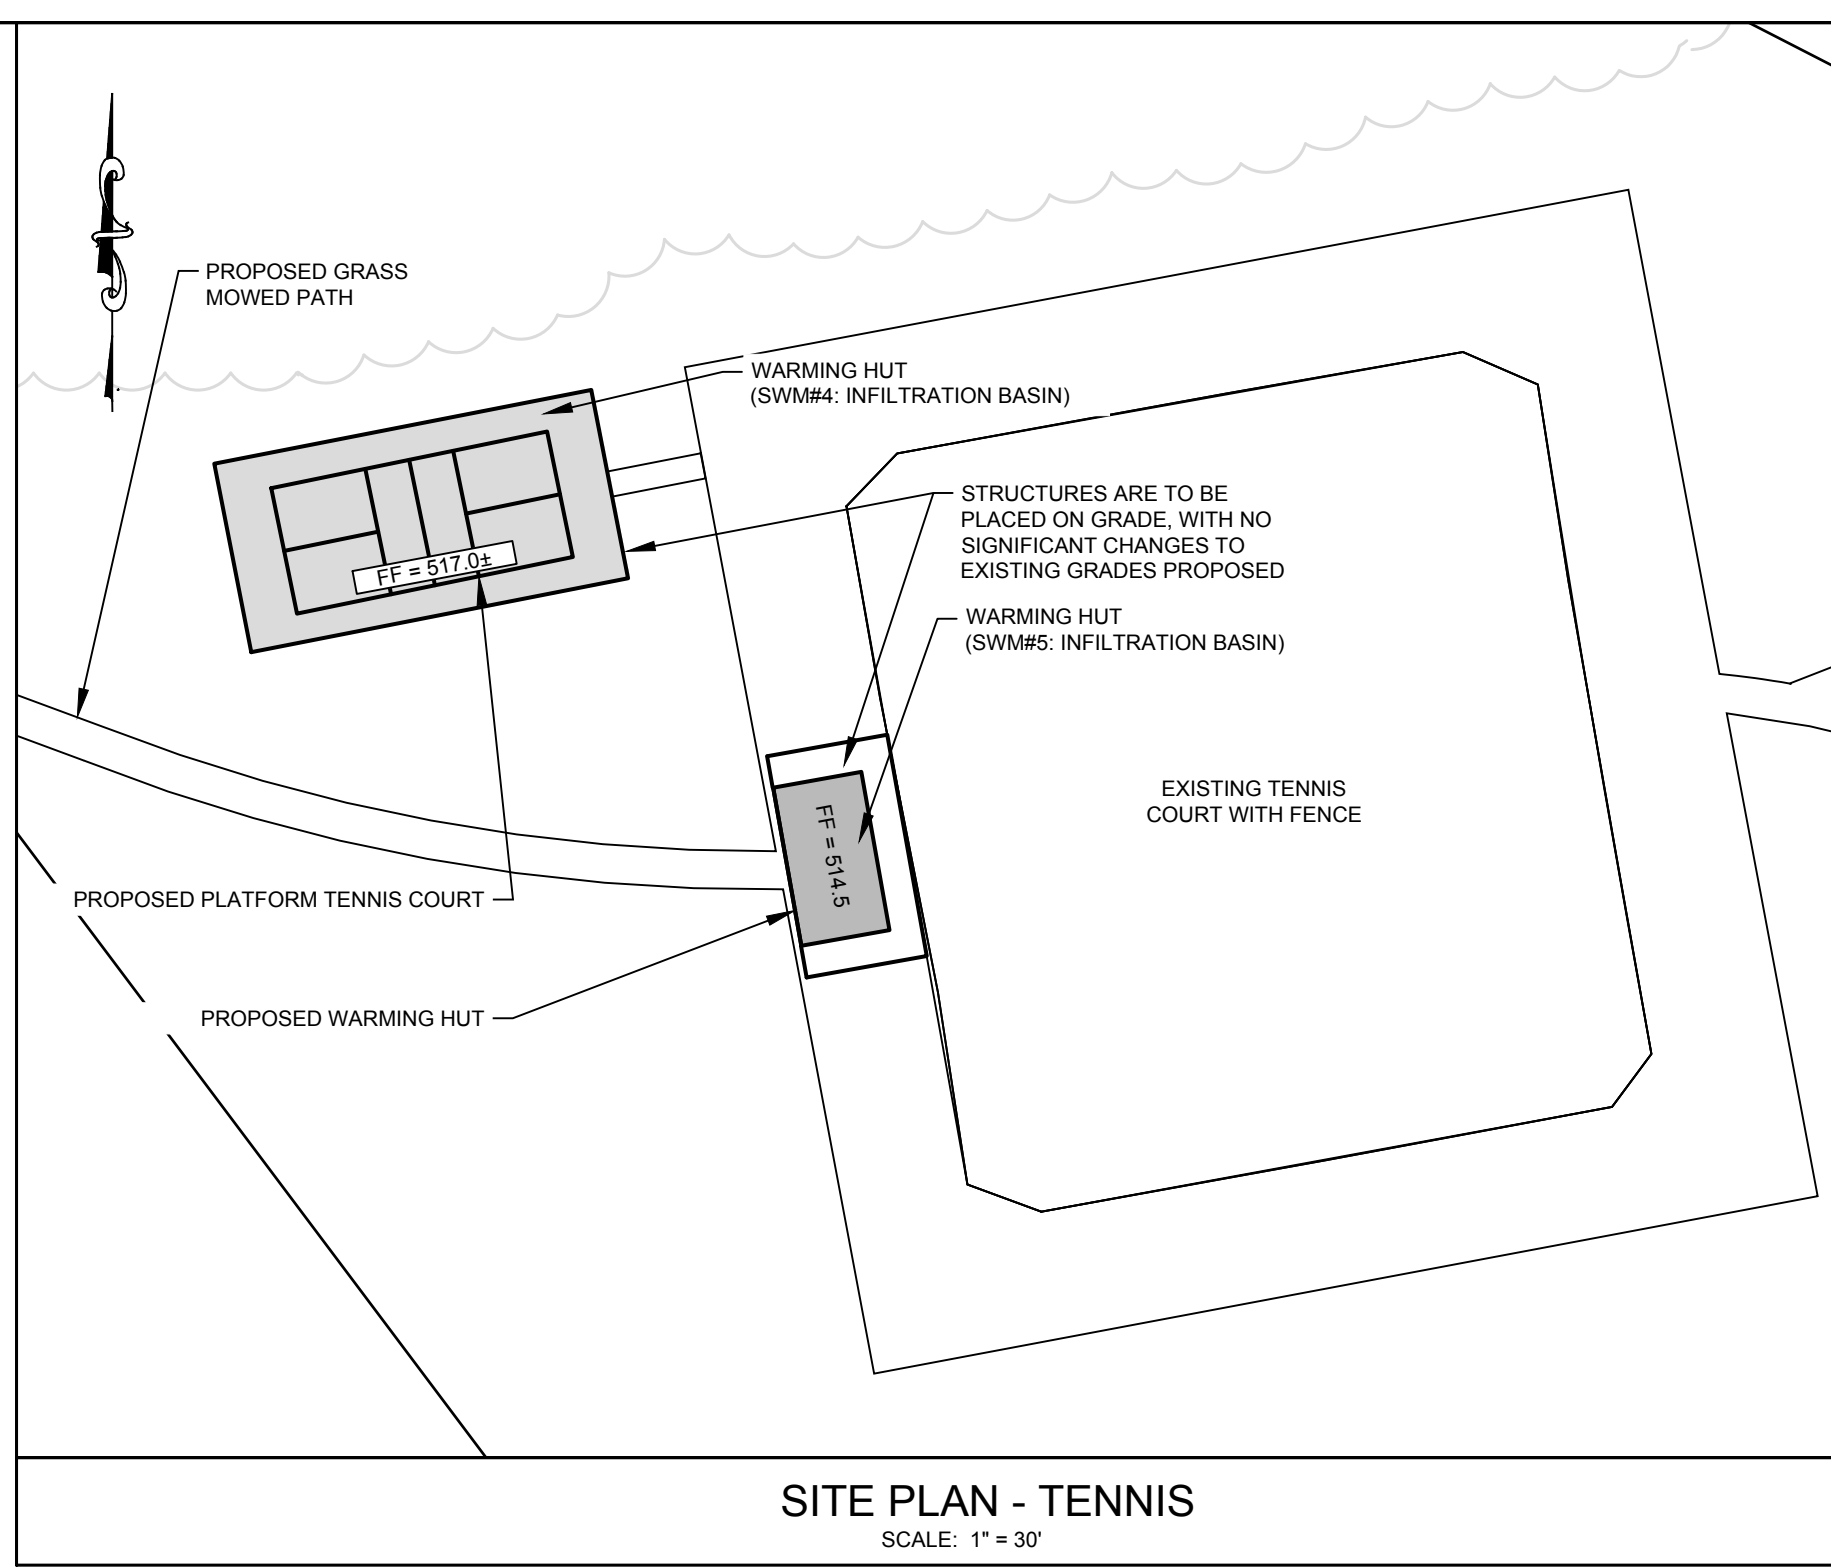 PROPOSED GRASS
MOWED PATH
WARMING HUT
(SWM#4: INFILTRATION BASIN)
STRUCTURES ARE TO BE
PLACED ON GRADE, WITH NO
SIGNIFICANT CHANGES TO
EXISTING GRADES PROPOSED
FF = 517.0±
WARMING HUT
(SWM#5: INFILTRATION BASIN)
EXISTING TENNIS
COURT WITH FENCE
FF = 514.5
PROPOSED PLATFORM TENNIS COURT
PROPOSED WARMING HUT
SITE PLAN - TENNIS
SCALE: 1" = 30'